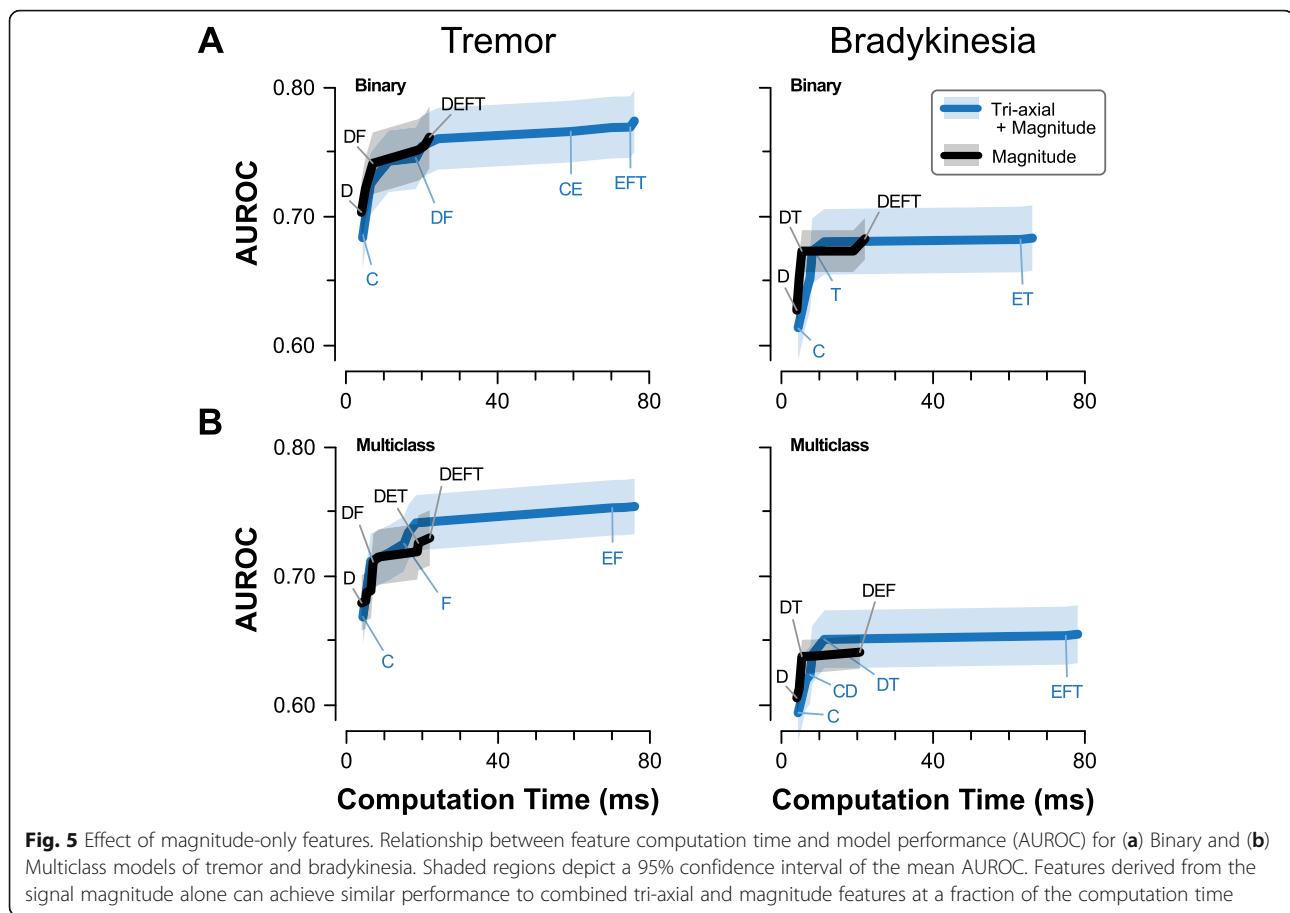 A
Tremor
Bradykinesia
Binary
AUROC
0.80
0.70
0.60
0
40
80
D
DF
DEFT
C
DF
CE
EFT
Binary
Tri-axial
+ Magnitude
Magnitude
D
DT
DEFT
C
T
ET
0
40
80
B
Multiclass
AUROC
0.80
0.70
0.60
D
DF
DET
DEFT
C
F
EF
0
40
80
Computation Time (ms)
Multiclass
D
DT
DEF
C
CD
DT
EFT
0
40
80
Computation Time (ms)
Fig. 5 Effect of magnitude-only features. Relationship between feature computation time and model performance (AUROC) for (a) Binary and (b)
Multiclass models of tremor and bradykinesia. Shaded regions depict a 95% confidence interval of the mean AUROC. Features derived from the
signal magnitude alone can achieve similar performance to combined tri-axial and magnitude features at a fraction of the computation time